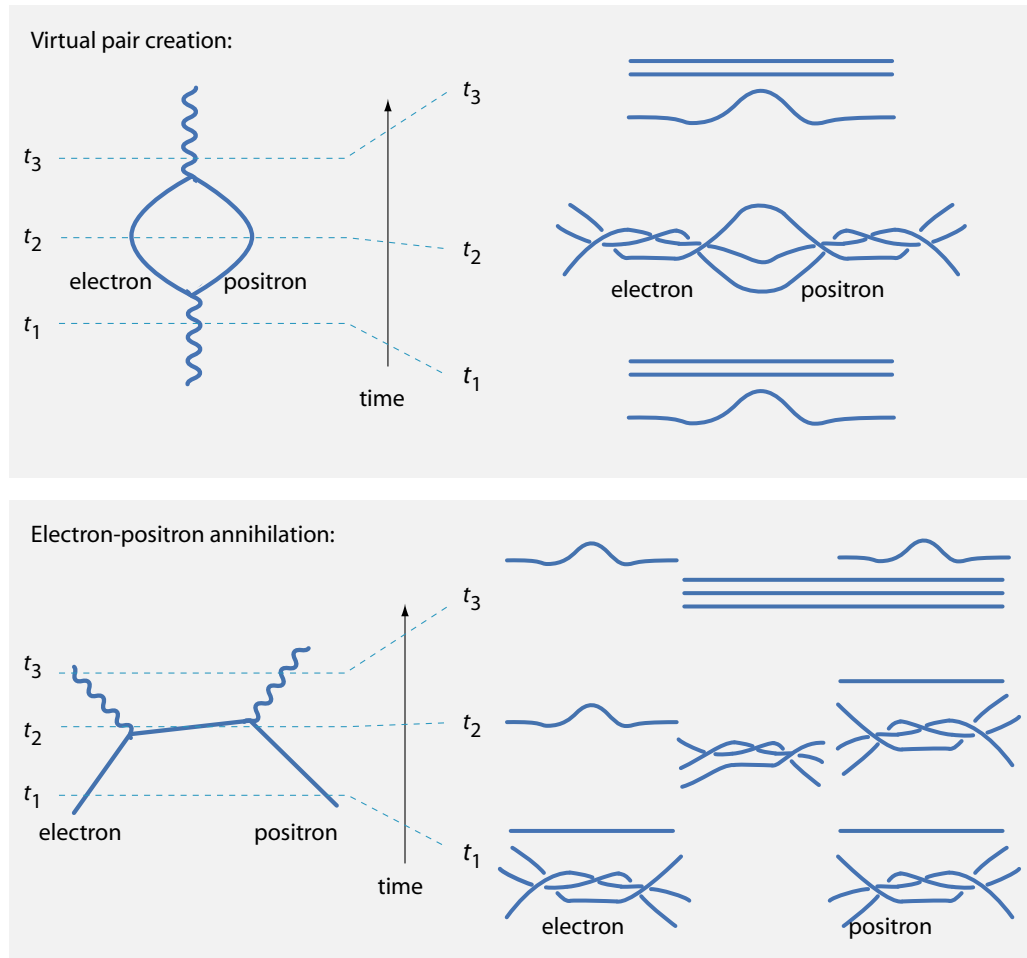 Virtual pair creation:
t3
t3
t2
t2
electron
positron
electron
positron
t1
t1
time
Electron-positron annihilation:
t3
t3
t2
t2
t1
electron
positron
t1
time
electron
positron